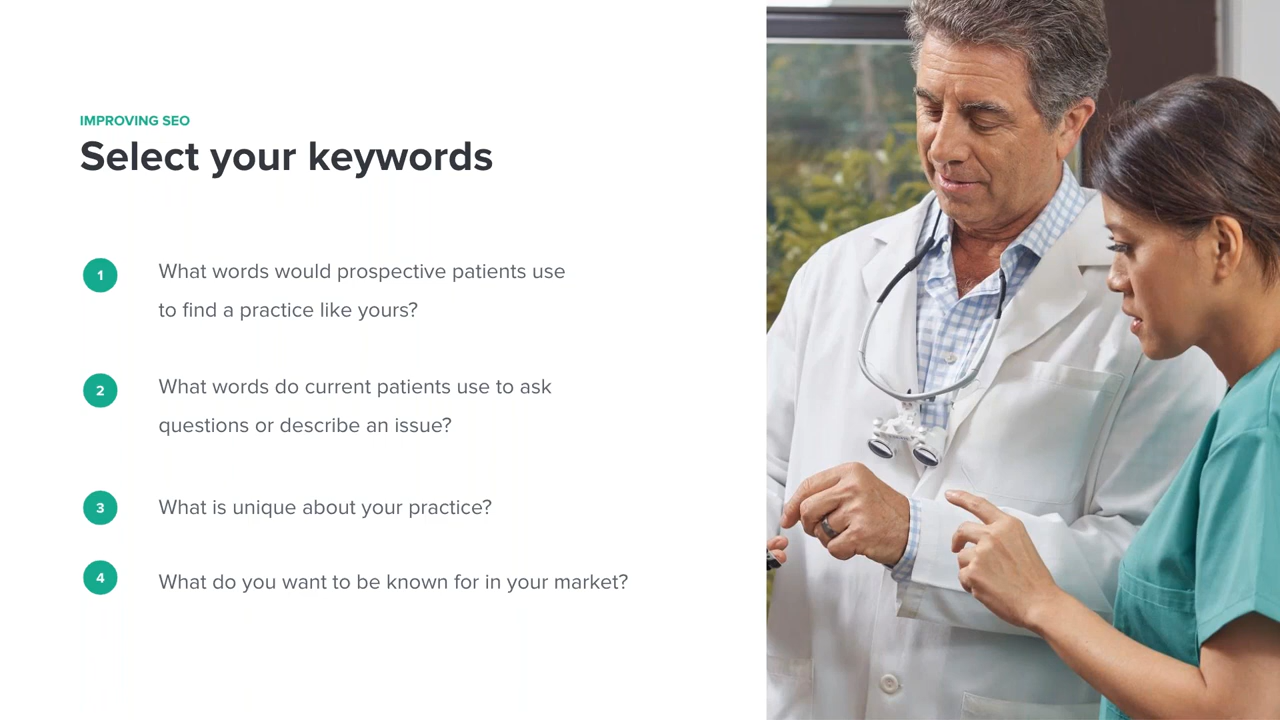 IMPROVING SEO
Select your keywords
1
What words would prospective patients use
to find a practice like yours?
2
What words do current patients use to ask
questions or describe an issue?
3
What is unique about your practice?
4
What do you want to be known for in your market?